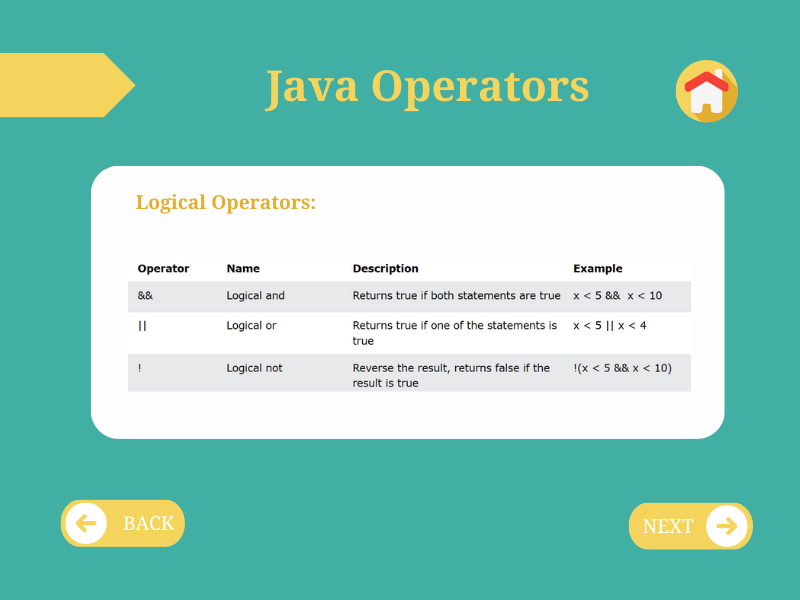 Java Operators
Logical Operators:
Operator Name Description Example
&& Logical and Returns true if both statements are true x < 5 &&  x < 10
|| Logical or Returns true if one of the statements is x < 5 || x < 4
true
! Logical not Reverse the result, returns false if the !(x < 5 && x < 10)
result is true
BACK
NEXT